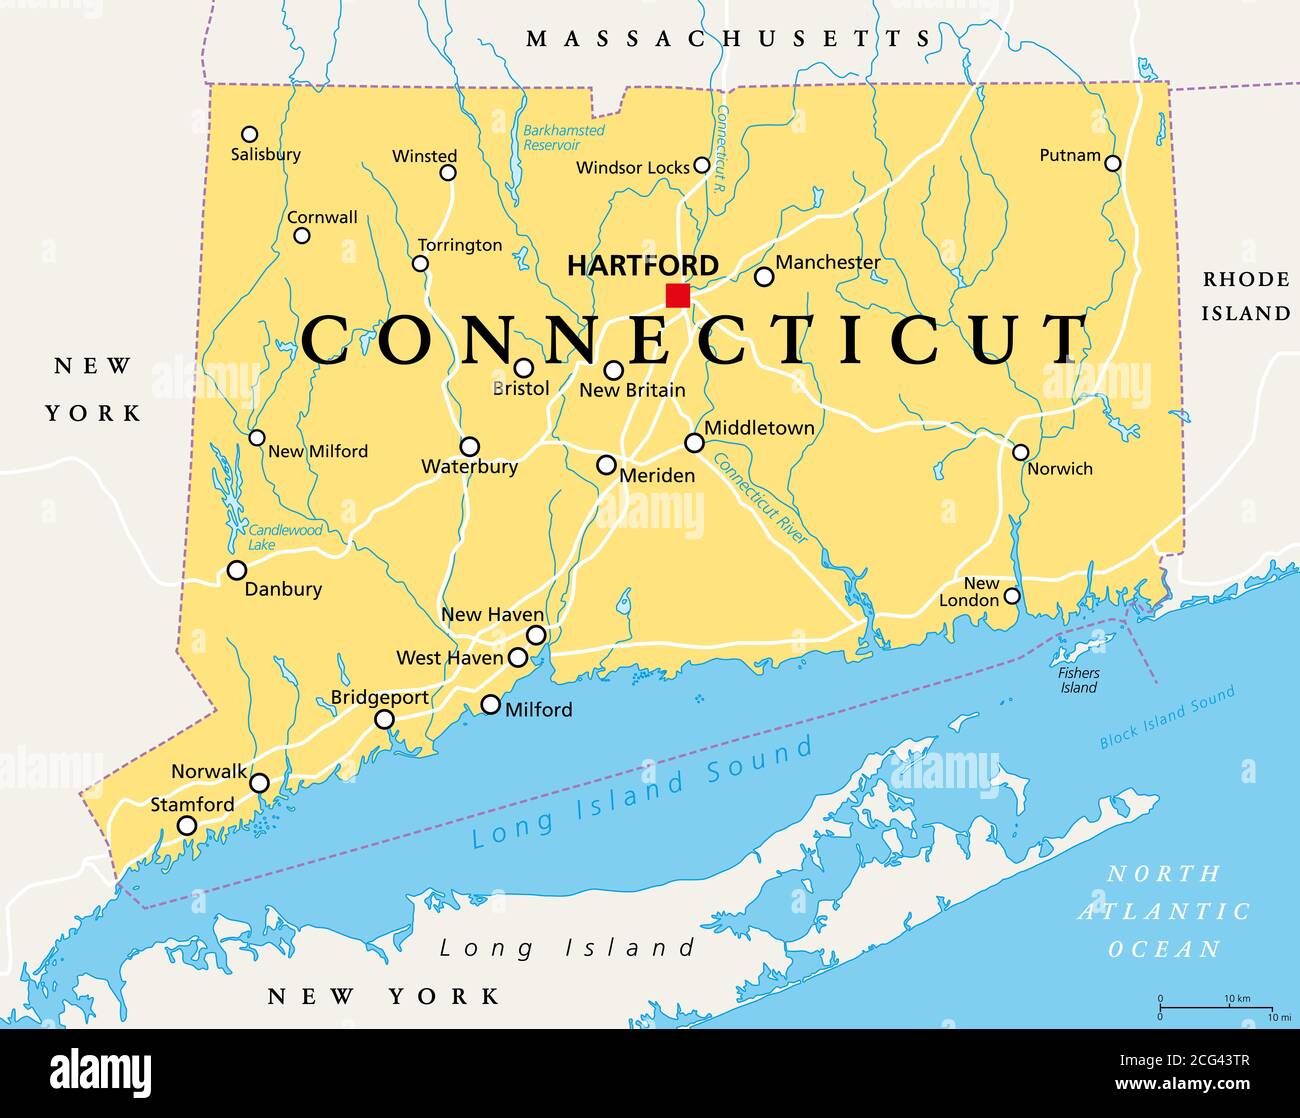 MASSACHUSETTS
Barkhamsted
Reservoir
Connecticut R.
Salisbury
Winsted
Windsor Locks
Putnam
Cornwall
Torrington
HARTFORD
Manchester
RHODE
ISLAND
CONNECTICUT
NEW
YORK
Bristol
New Britain
Middletown
New Milford
Waterbury
Meriden
Norwich
Connecticut River
Candlewood
Lake
Danbury
New
London
New Haven
West Haven
Fishers
Island
Bridgeport
Milford
Block Island Sound
Norwalk
Stamford
Long Island Sound
NORTH
ATLANTIC
OCEAN
Long Island
NEW YORK
0 10 km
0 10 mi
a
alamy
alamy
Image ID: 2CG43TR
www.alamy.com